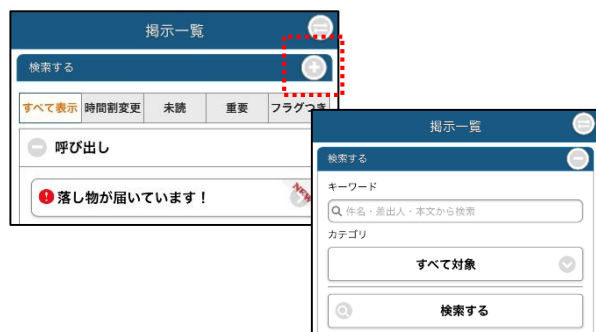 掲示一覧
検索する
すべて表示 時間割変更 未読 重要 フラグつき
呼び出し
落し物が届いています！
NEW
掲示一覧
検索する
キーワード
件名・差出人・本文から検索
カテゴリ
すべて対象
検索する